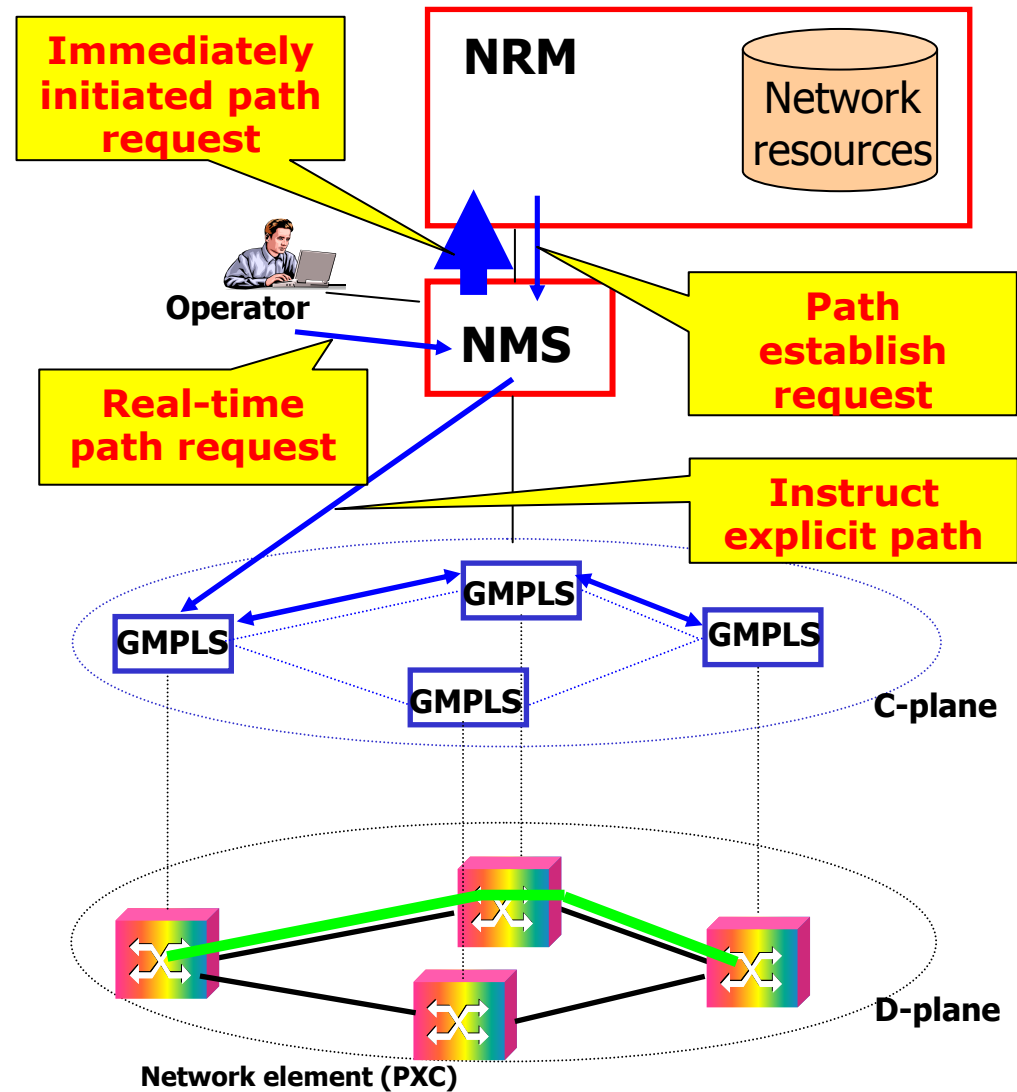 Immediately
initiated path
request
NRM
Network
resources
Operator
NMS
Path
establish
request
Real-time
path request
Instruct
explicit path
GMPLS
GMPLS
GMPLS
GMPLS
C-plane
D-plane
Network element (PXC)